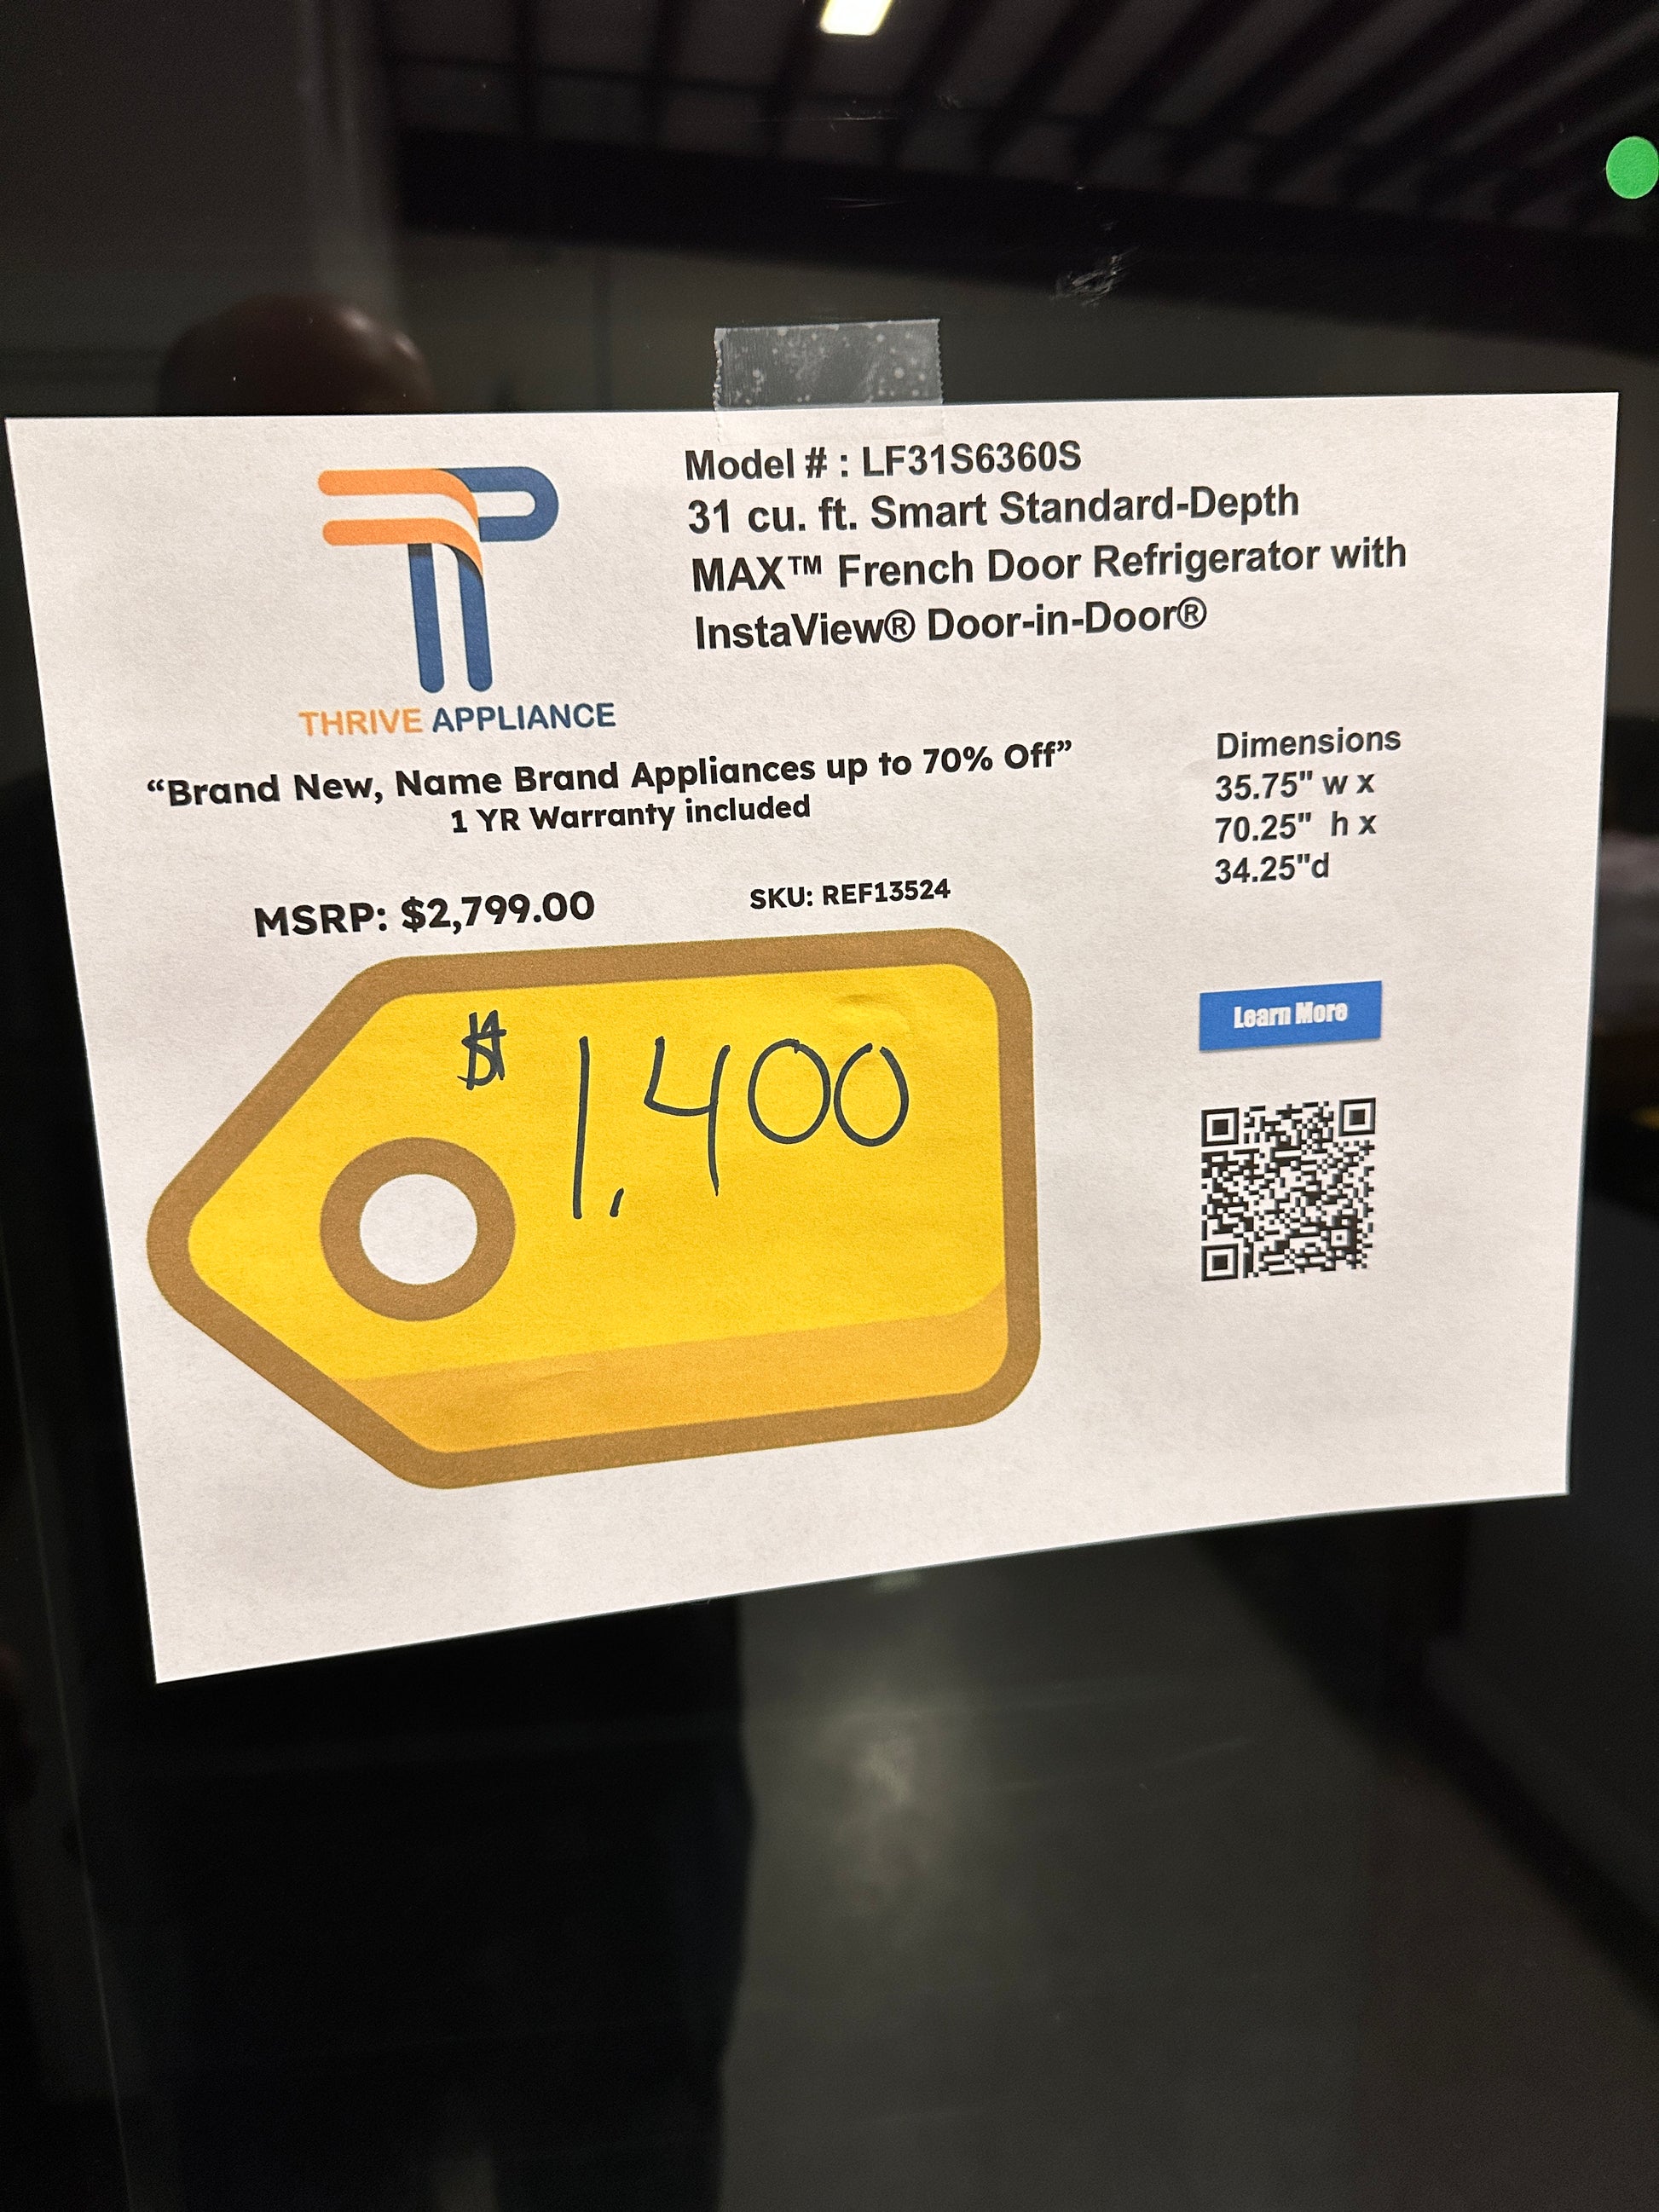 Model # : LF31S6360S
31 cu. ft. Smart Standard-Depth
MAX™ French Door Refrigerator with
InstaView® Door-in-Door®
THRIVE APPLIANCE
“Brand New, Name Brand Appliances up to 70% Off”
1 YR Warranty included
Dimensions
35.75" w x
70.25" h x
34.25"d
MSRP: $2,799.00
SKU: REF13524
$1,400
Learn More